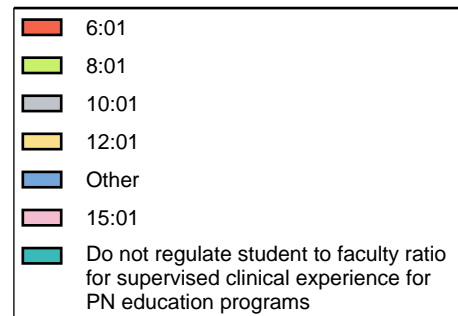 6:01
8:01
10:01
12:01
Other
15:01
Do not regulate student to faculty ratio
for supervised clinical experience for
PN education programs